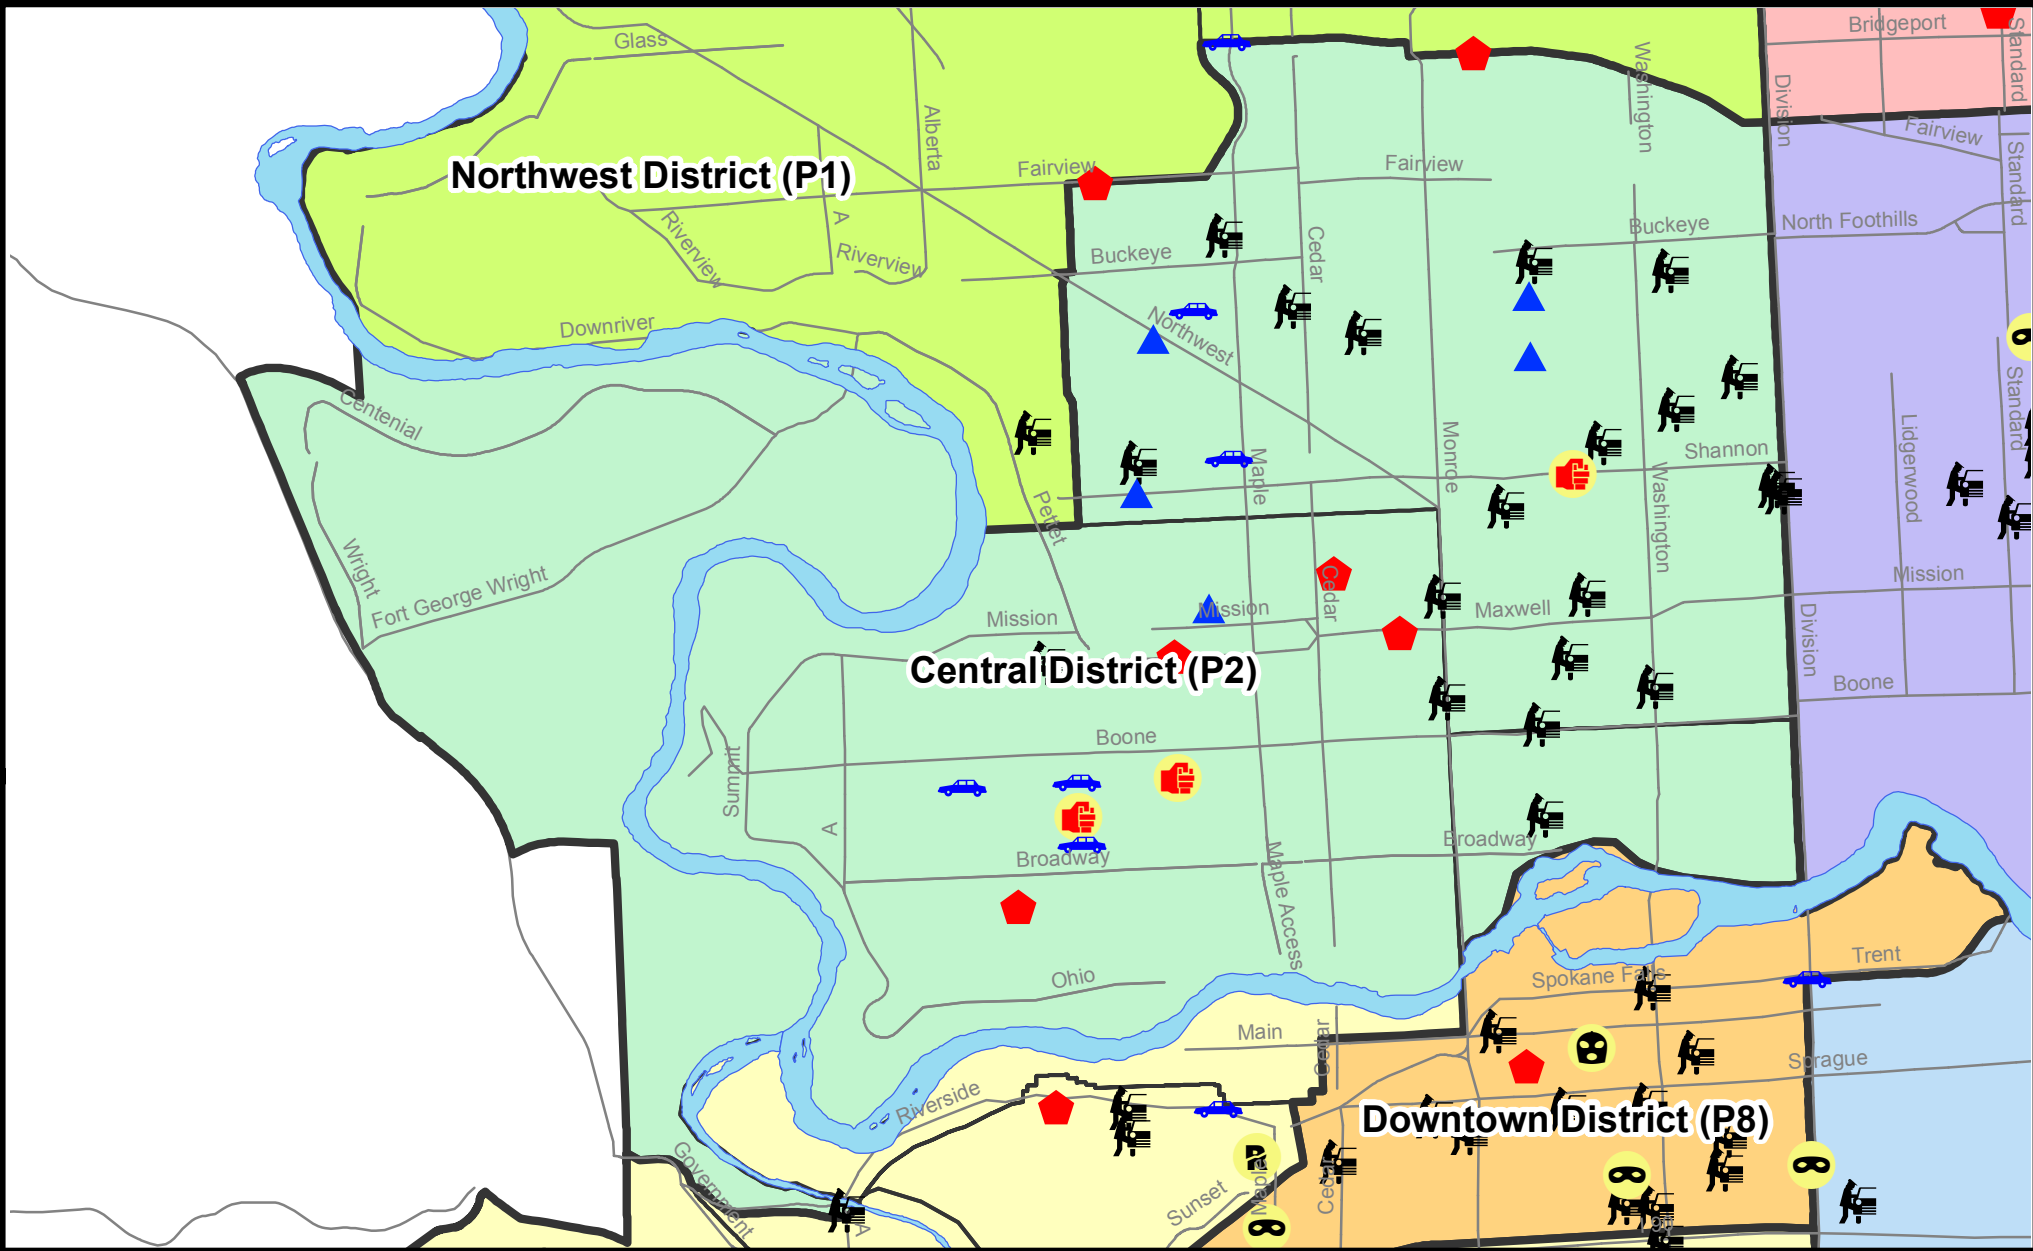 Glass
Bridgeport
Standard
Washington
Division
Alberta
Fairview
Northwest District (P1)
Fairview
Fairview
Standard
A
Riverview
Riverview
Buckeye
Cedar
Buckeye
North Foothills
Downriver
Northwest
Centenial
Standard
Monroe
Maple
Shannon
Lidgerwood
Washington
Pettet
Wright
Fort George Wright
Cedar
Mission
Mission
Maxwell
Mission
Division
Central District (P2)
Boone
Boone
Summit
A
Broadway
Broadway
Maple Access
Ohio
Spokane Falls
Trent
Main
Cedar
Sprague
Riverside
Downtown District (P8)
Government
Sunset
Maple
Cedar
A
I 90